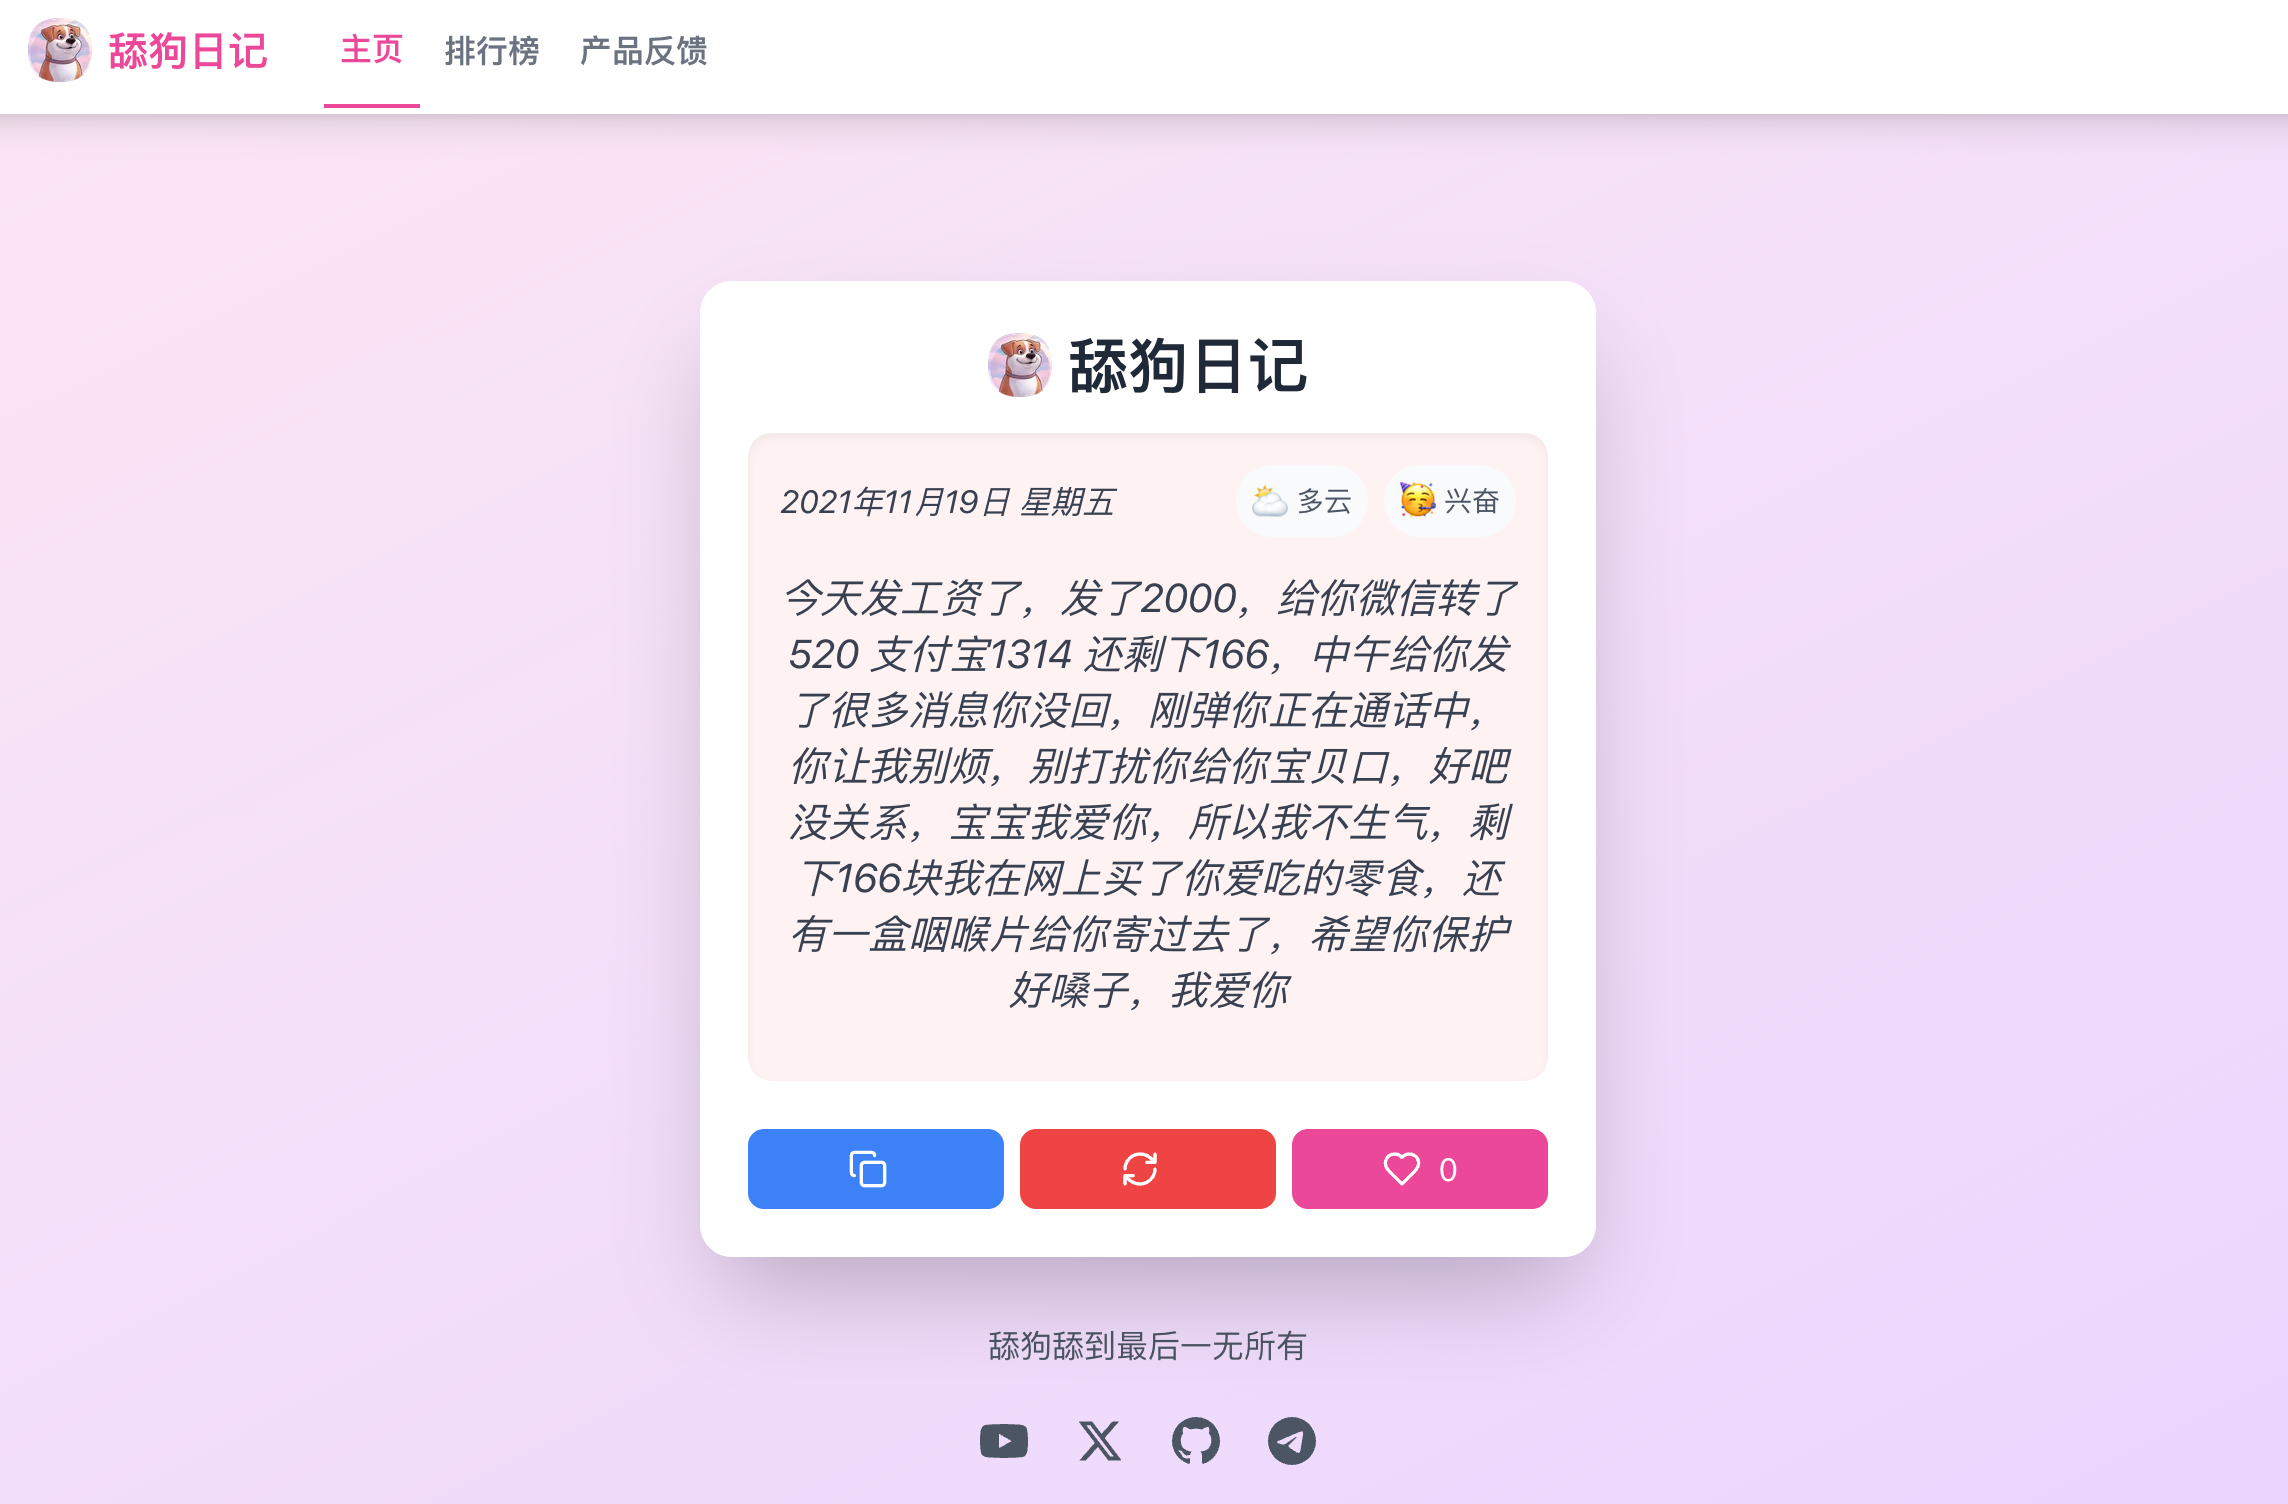 舔狗日记
主页
排行榜
产品反馈
舔狗日记
2021年11月19日 星期五
多云
兴奋
今天发工资了，发了2000，给你微信转了
520 支付宝1314 还剩下166，中午给你发
了很多消息你没回，刚弹你正在通话中，
你让我别烦，别打扰你给你宝贝口，好吧
没关系，宝宝我爱你，所以我不生气，剩
下166块我在网上买了你爱吃的零食，还
有一盒咽喉片给你寄过去了，希望你保护
好嗓子，我爱你
0
舔狗舔到最后一无所有